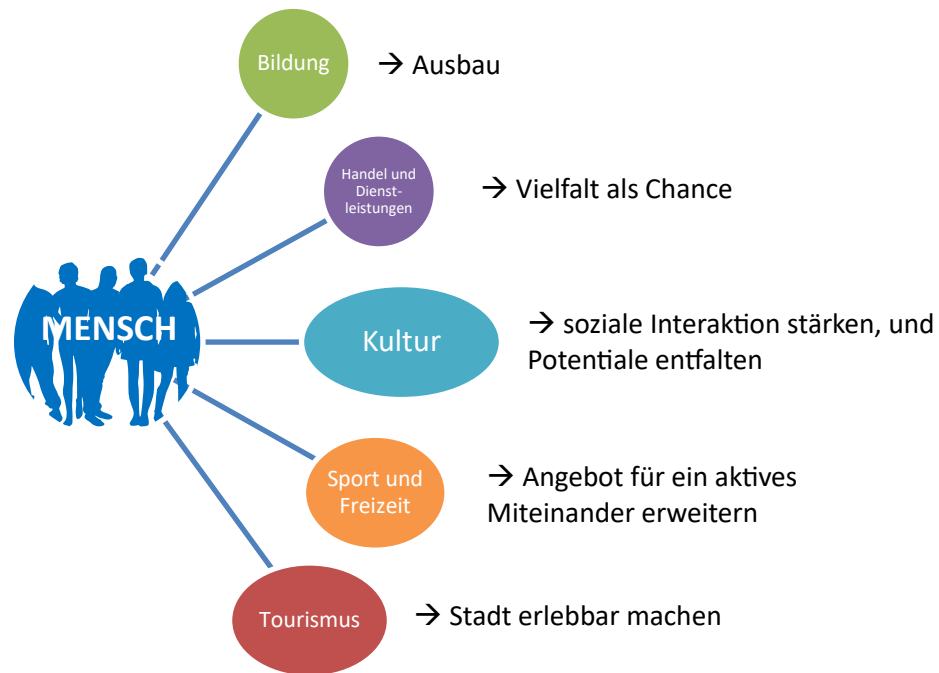 Bildung
→ Ausbau
Handel und
Dienst-
leistungen
→ Vielfalt als Chance
MENSCH
Kultur
→ soziale Interaktion stärken, und
Potentiale entfalten
Sport und
Freizeit
→ Angebot für ein aktives
Miteinander erweitern
Tourismus
→ Stadt erlebbar machen